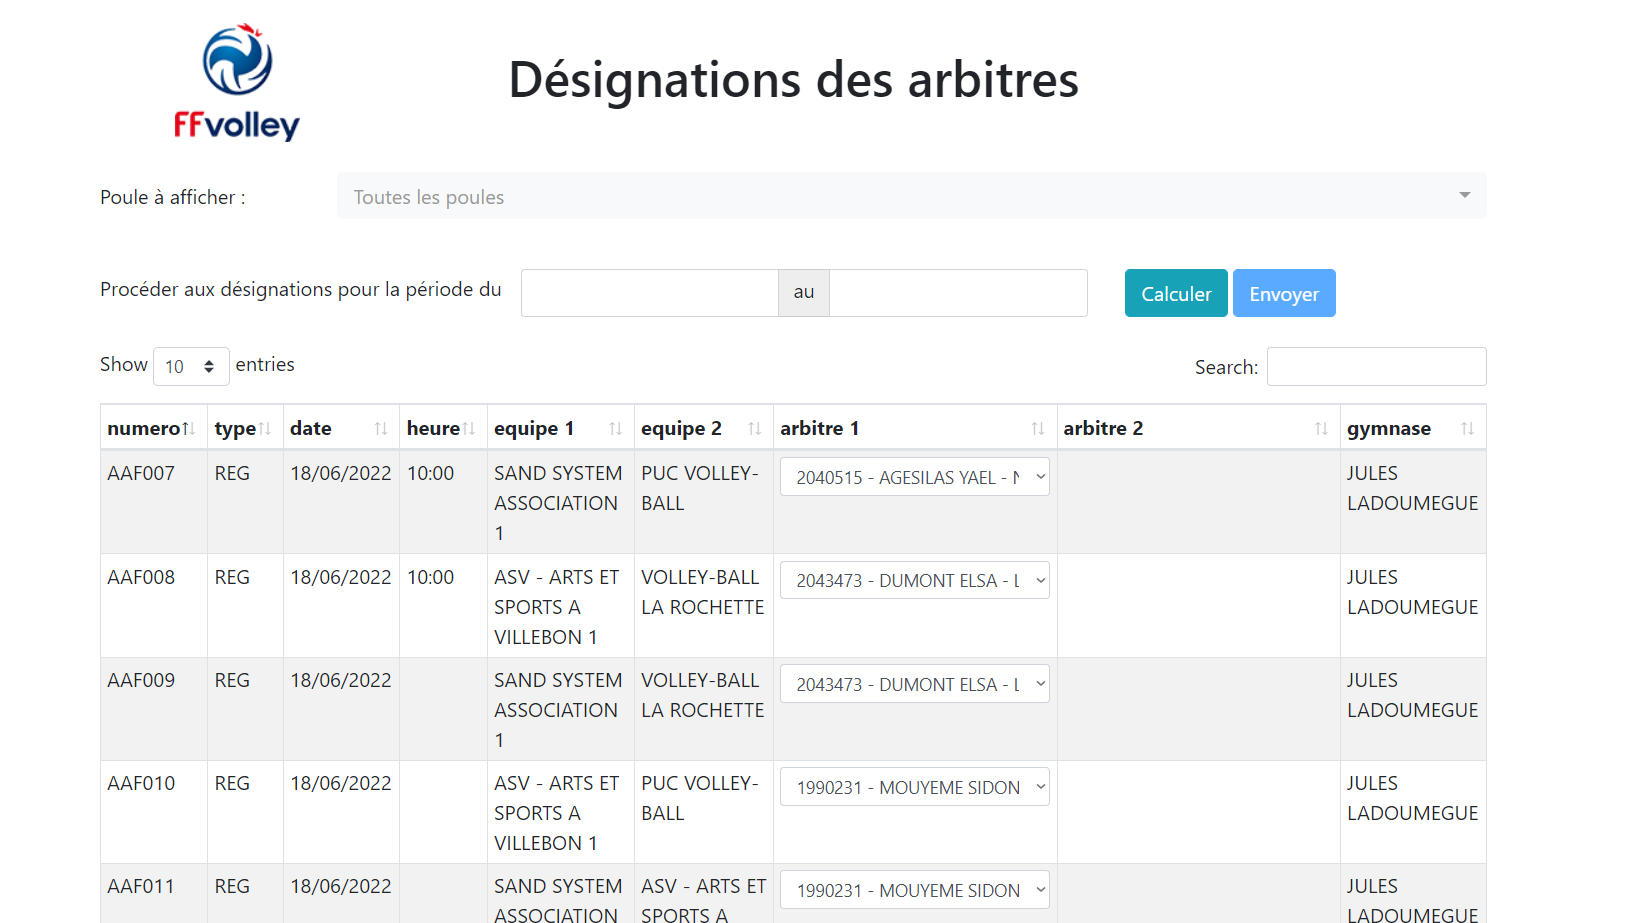 FFvolley
Désignations des arbitres
Poule à afficher :
Toutes les poules
Procéder aux désignations pour la période du
au
Calculer
Envoyer
Show 10 entries
Search:
numero type date heure equipe 1 equipe 2 arbitre 1 arbitre 2 gymnase
AAF007 REG 18/06/2022 10:00 SAND SYSTEM PUC VOLLEY- 2040515 - AGESILAS YAEL - N JULES
ASSOCIATION BALL LADOUMEGUE
1
AAF008 REG 18/06/2022 10:00 ASV - ARTS ET VOLLEY-BALL 2043473 - DUMONT ELSA - L JULES
SPORTS A LA ROCHETTE LADOUMEGUE
VILLEBON 1
AAF009 REG 18/06/2022 SAND SYSTEM VOLLEY-BALL 2043473 - DUMONT ELSA - L JULES
ASSOCIATION LA ROCHETTE LADOUMEGUE
1
AAF010 REG 18/06/2022 ASV - ARTS ET PUC VOLLEY- 1990231 - MOUYEME SIDON JULES
SPORTS A BALL LADOUMEGUE
VILLEBON 1
AAF011 REG 18/06/2022 SAND SYSTEM ASV - ARTS ET 1990231 - MOUYEME SIDON JULES
ASSOCIATION SPORTS A LADOUMEGUE